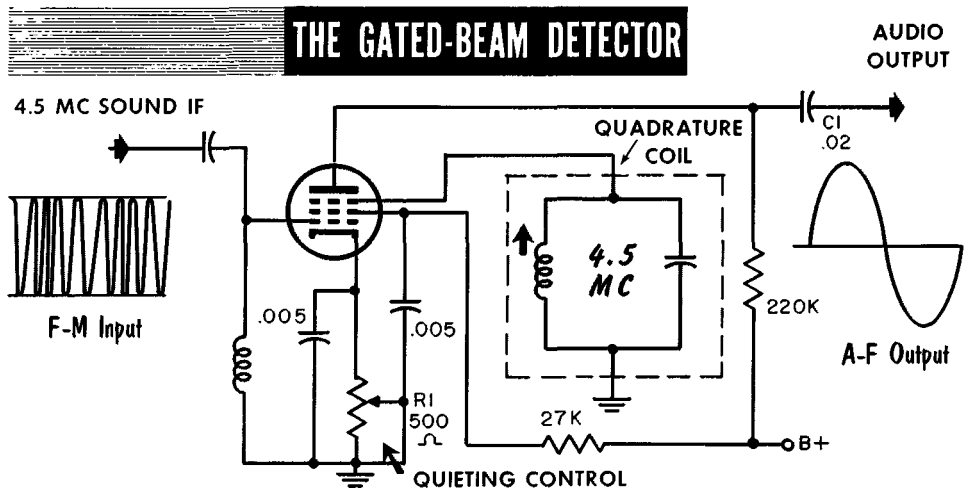 THE GATED-BEAM DETECTOR
AUDIO
OUTPUT
4.5 MC SOUND IF
QUADRATURE
COIL
C1
.02
4.5
MC
.005
.005
220K
F-M Input
A-F Output
R1
500
Ω
27K
B+
QUIETING CONTROL